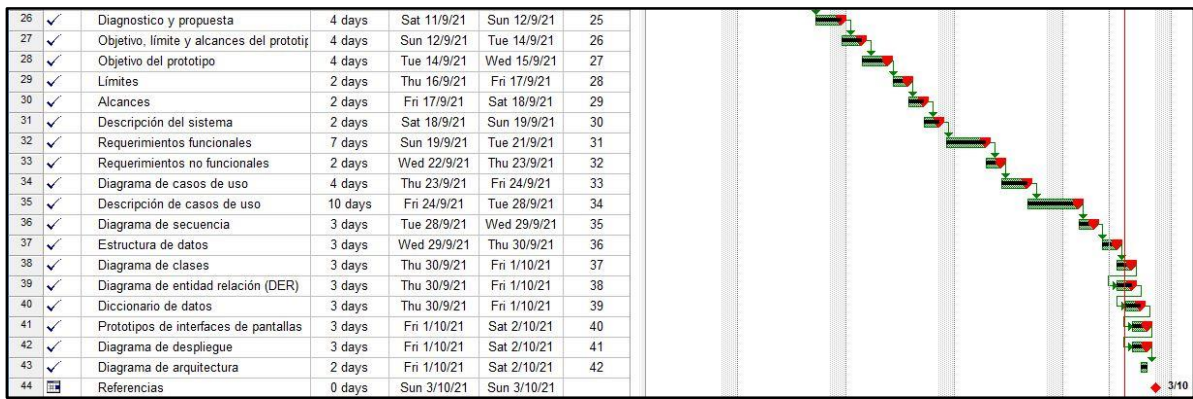 26 Diagnostico y propuesta 4 days Sat 11/9/21 Sun 12/9/21 25
27 Objetivo, límite y alcances del prototip 4 days Sun 12/9/21 Tue 14/9/21 26
28 Objetivo del prototipo 4 days Tue 14/9/21 Wed 15/9/21 27
29 Límites 2 days Thu 16/9/21 Fri 17/9/21 28
30 Alcances 2 days Fri 17/9/21 Sat 18/9/21 29
31 Descripción del sistema 2 days Sat 18/9/21 Sun 19/9/21 30
32 Requerimientos funcionales 7 days Sun 19/9/21 Tue 21/9/21 31
33 Requerimientos no funcionales 2 days Wed 22/9/21 Thu 23/9/21 32
34 Diagrama de casos de uso 4 days Thu 23/9/21 Fri 24/9/21 33
35 Descripción de casos de uso 10 days Fri 24/9/21 Tue 28/9/21 34
36 Diagrama de secuencia 3 days Tue 28/9/21 Wed 29/9/21 35
37 Estructura de datos 3 days Wed 29/9/21 Thu 30/9/21 36
38 Diagrama de clases 3 days Thu 30/9/21 Fri 1/10/21 37
39 Diagrama de entidad relación (DER) 3 days Thu 30/9/21 Fri 1/10/21 38
40 Diccionario de datos 3 days Thu 30/9/21 Fri 1/10/21 39
41 Prototipos de interfaces de pantallas 3 days Fri 1/10/21 Sat 2/10/21 40
42 Diagrama de despliegue 3 days Fri 1/10/21 Sat 2/10/21 41
43 Diagrama de arquitectura 2 days Fri 1/10/21 Sat 2/10/21 42
44 Referencias 0 days Sun 3/10/21 Sun 3/10/21 3/10